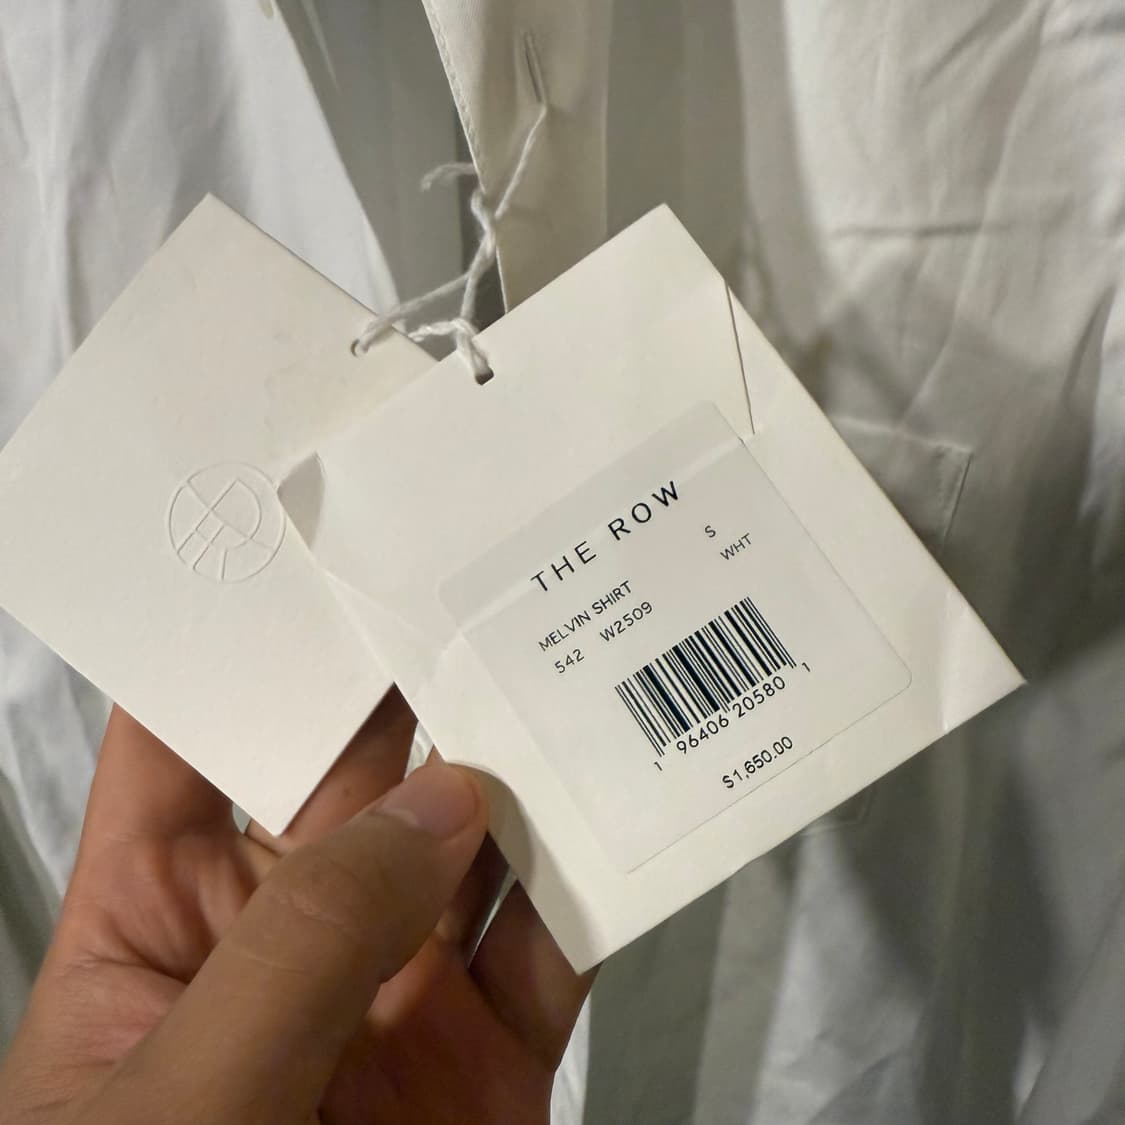 THE ROW
S
MELVIN SHIRT
WHT
542 W2509
1 96406 20580 1
$1,650.00